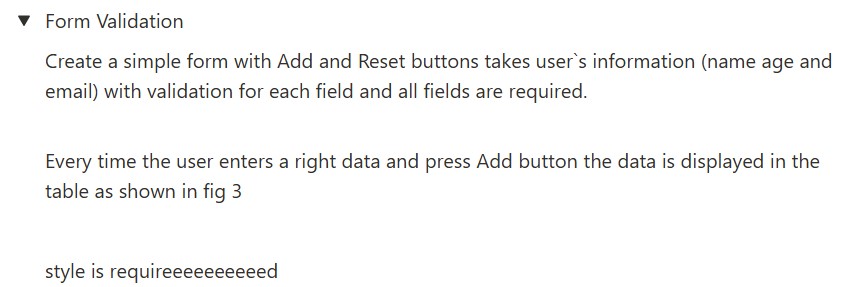 ▼ Form Validation
Create a simple form with Add and Reset buttons takes user`s information (name age and
email) with validation for each field and all fields are required.
Every time the user enters a right data and press Add button the data is displayed in the
table as shown in fig 3
style is requireeeeeeeeeed